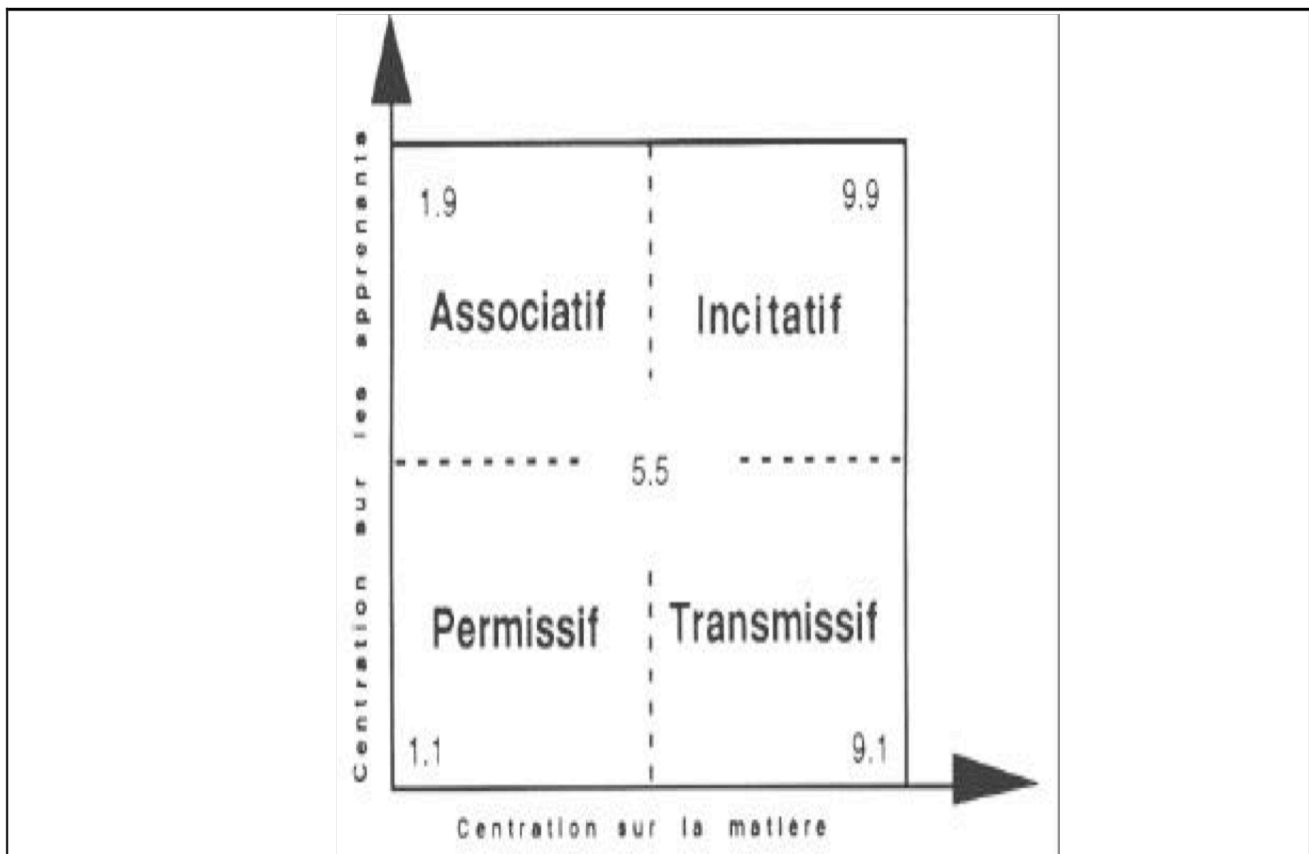 Centration sur les apprenants
1.9
9.9
Associatif
Incitatif
5.5
Permissif
Transmissif
1.1
9.1
Centration sur la matière